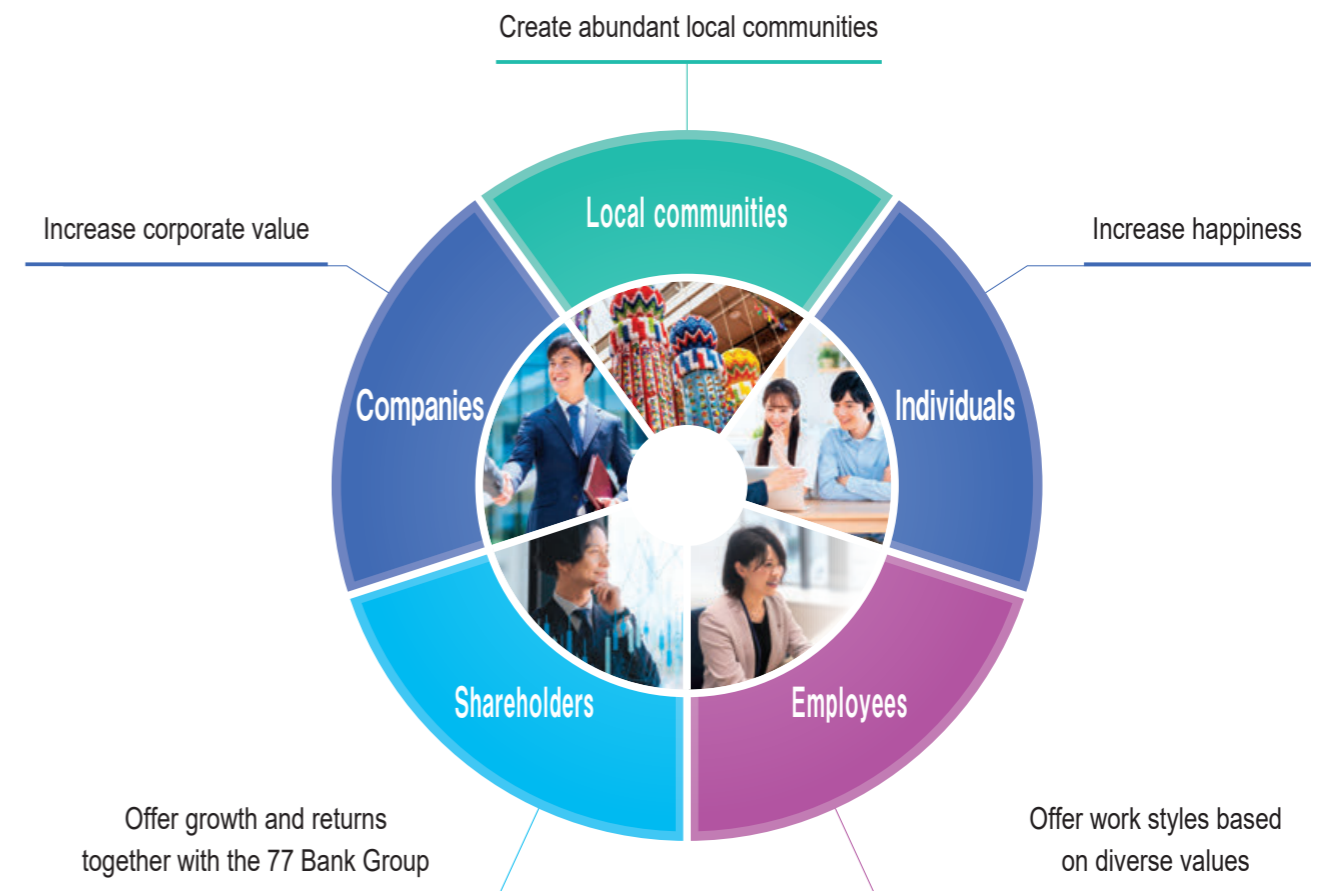 Create abundant local communities
Local communities
Increase corporate value
Increase happiness
Companies
Individuals
Shareholders
Employees
Offer growth and returns
together with the 77 Bank Group
Offer work styles based
on diverse values